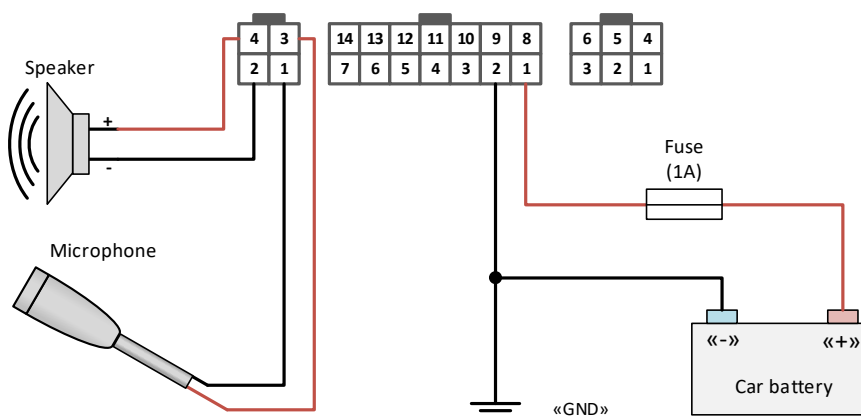 4 3
2 1
14 13 12 11 10 9 8
7 6 5 4 3 2 1
6 5 4
3 2 1
Speaker
+
-
Fuse
(1A)
Microphone
«-» «+»
Car battery
«GND»